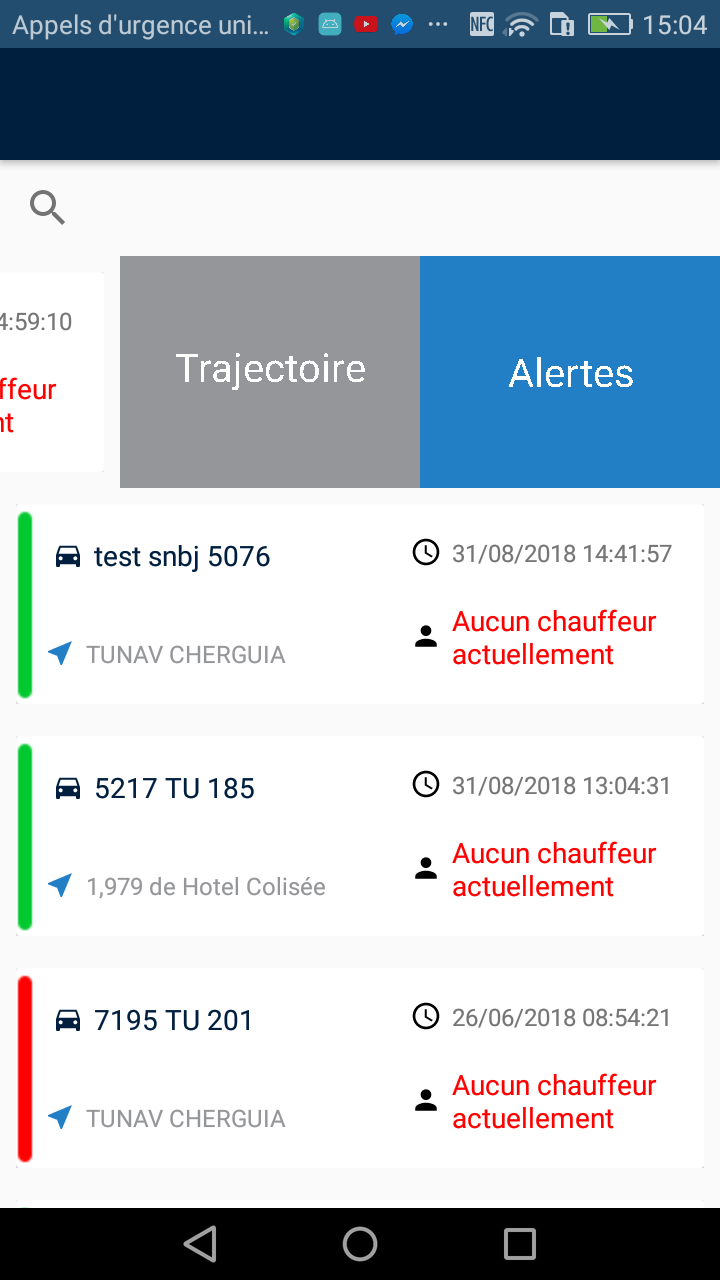 Appels d'urgence uni... NFC 15:04
4:59:10
ffeur
nt
Trajectoire
Alertes
test snbj 5076
31/08/2018 14:41:57
Aucun chauffeur
actuellement
TUNAV CHERGUIA
5217 TU 185
31/08/2018 13:04:31
Aucun chauffeur
actuellement
1,979 de Hotel Colisée
7195 TU 201
26/06/2018 08:54:21
Aucun chauffeur
actuellement
TUNAV CHERGUIA